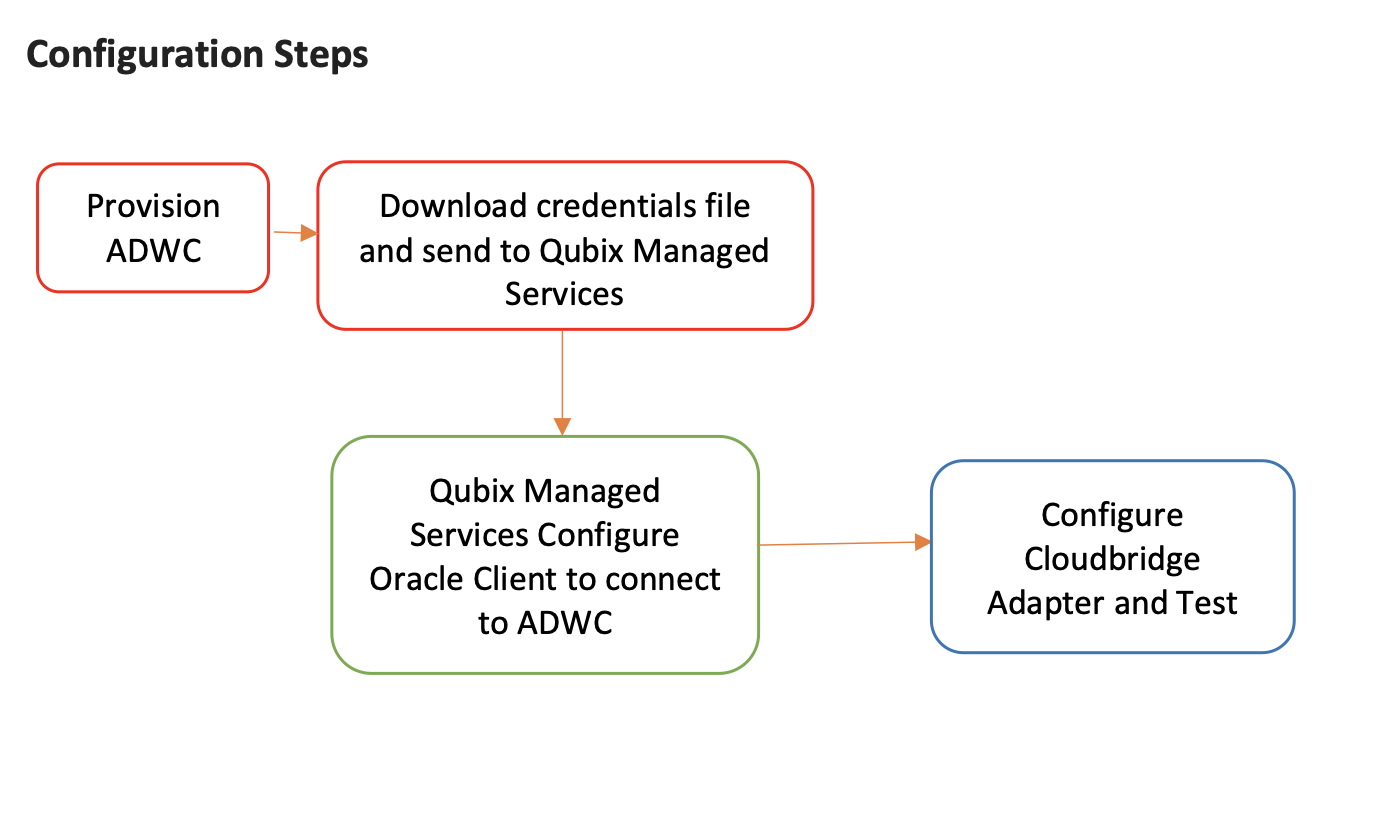 Configuration Steps
Provision
ADWC
Download credentials file
and send to Qubix Managed
Services
Qubix Managed
Services Configure
Oracle Client to connect
to ADWC
Configure
Cloudbridge
Adapter and Test